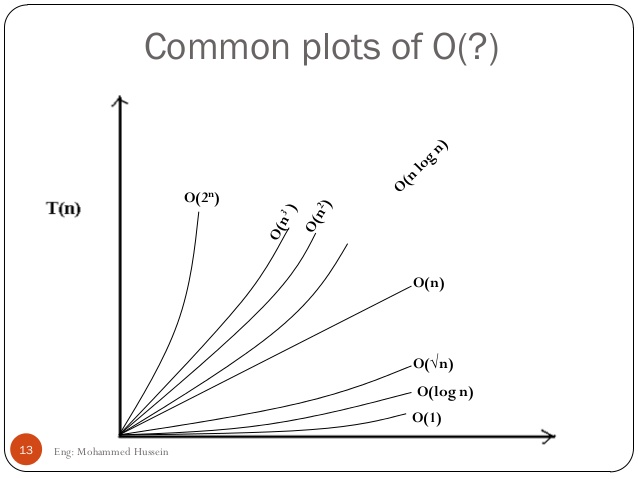 Common plots of O(?)
O(n log n)
T(n)
O(2ⁿ)
O(n³)
O(n²)
O(n)
O(√n)
O(log n)
O(1)
13
Eng: Mohammed Hussein